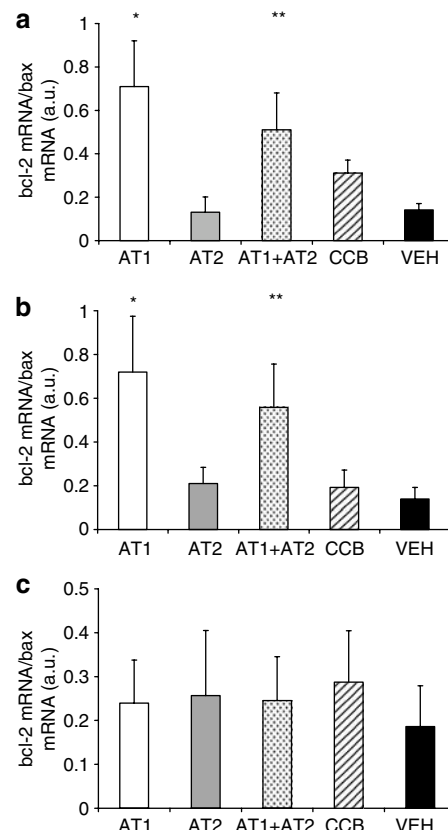 a
* **
bcl-2 mRNA/bax
mRNA (a.u.)
1
0.8
0.6
0.4
0.2
0
AT1 AT2 AT1+AT2 CCB VEH
b
* **
bcl-2 mRNA/bax
mRNA (a.u.)
1
0.8
0.6
0.4
0.2
0
AT1 AT2 AT1+AT2 CCB VEH
c
bcl-2 mRNA/bax
mRNA (a.u.)
0.5
0.4
0.3
0.2
0.1
0
AT1 AT2 AT1+AT2 CCB VEH